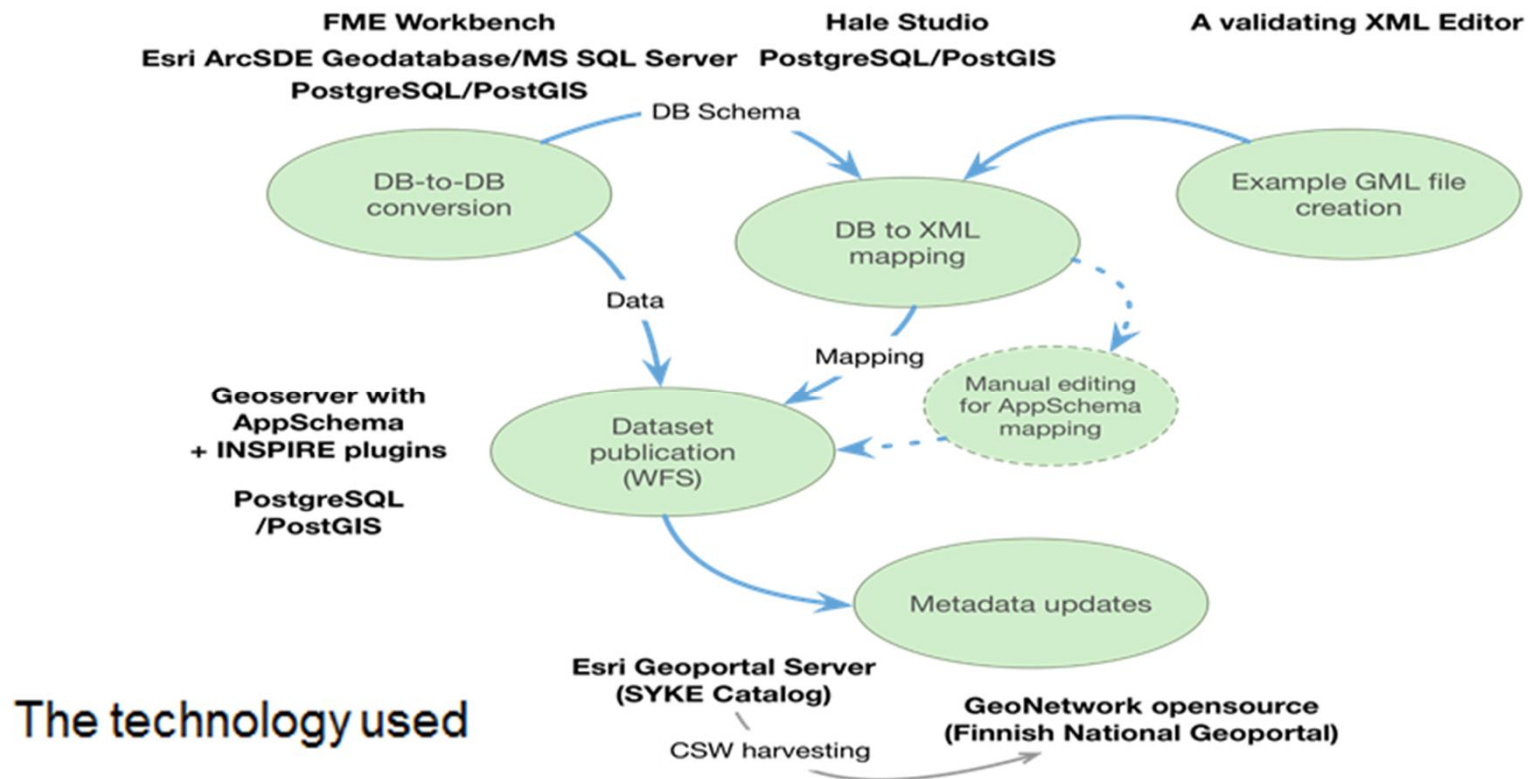 FME Workbench
Esri ArcSDE Geodatabase/MS SQL Server
PostgreSQL/PostGIS
Hale Studio
PostgreSQL/PostGIS
A validating XML Editor
DB Schema
DB-to-DB
conversion
DB to XML
mapping
Example GML file
creation
Data
Mapping
Manual editing
for AppSchema
mapping
Geoserver with
AppSchema
+ INSPIRE plugins
PostgreSQL
/PostGIS
Dataset
publication
(WFS)
Metadata updates
Esri Geoportal Server
(SYKE Catalog)
CSW harvesting
GeoNetwork opensource
(Finnish National Geoportal)
The technology used